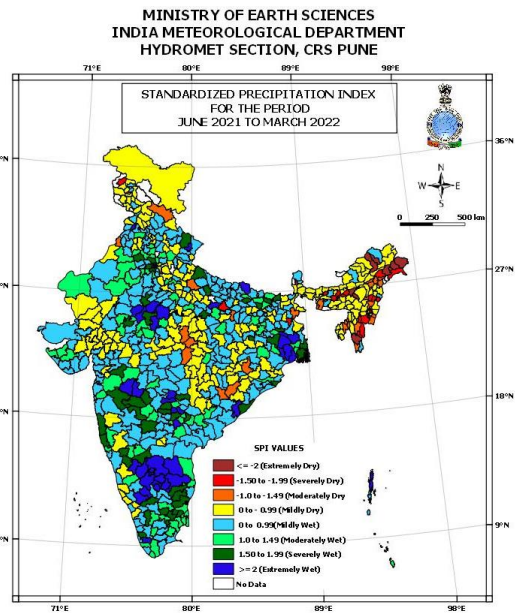 MINISTRY OF EARTH SCIENCES
INDIA METEOROLOGICAL DEPARTMENT
HYDROMET SECTION, CRS PUNE
71°E 80°E 89°E 98°E
STANDARDIZED PRECIPITATION INDEX
FOR THE PERIOD
JUNE 2021 TO MARCH 2022
36°N
N
W E
S
0 250 500 km
27°N
18°N
SPI VALUES
<= -2 (Extremely Dry)
-1.50 to -1.99 (Severely Dry)
-1.0 to -1.49 (Moderately Dry
0 to - 0.99 (Mildly Dry)
0 to 0.99(Mildly Wet)
1.0 to 1.49 (Moderately Wet)
1.50 to 1.99 (Severely Wet)
>= 2 (Extremely Wet)
No Data
9°N
71°E 80°E 89°E 98°E